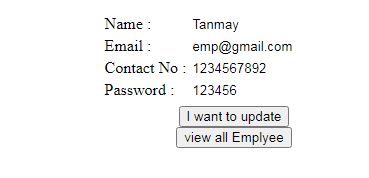 Name : Tanmay
Email : emp@gmail.com
Contact No : 1234567892
Password : 123456
I want to update
view all Emplyee